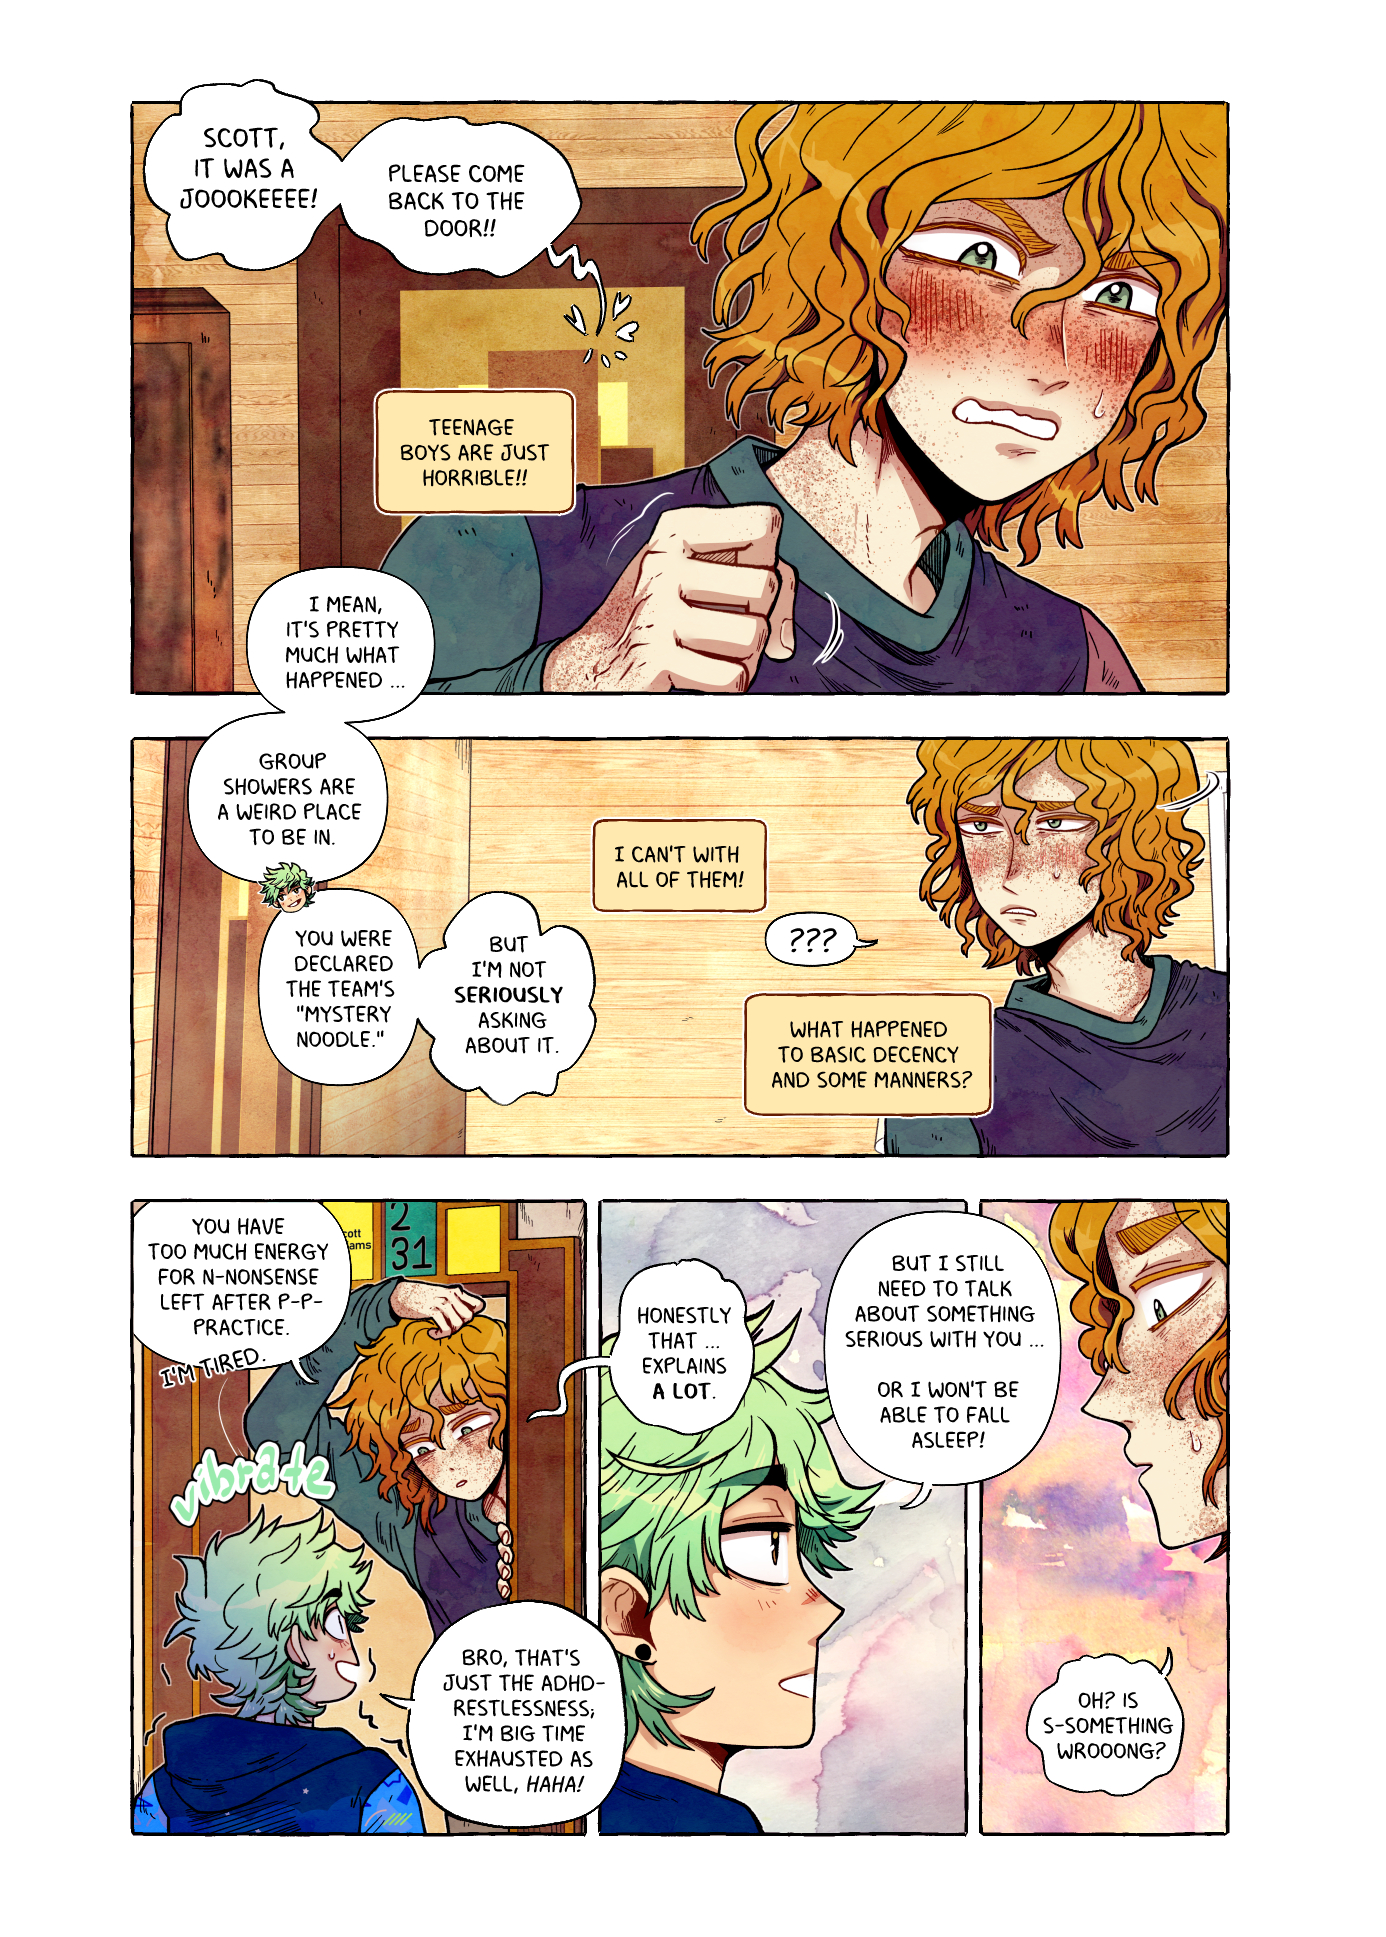 SCOTT,
IT WAS A
JOOOKEEEE!
PLEASE COME
BACK TO THE
DOOR!!
TEENAGE
BOYS ARE JUST
HORRIBLE!!
I MEAN,
IT'S PRETTY
MUCH WHAT
HAPPENED ...
GROUP
SHOWERS ARE
A WEIRD PLACE
TO BE IN.
YOU WERE
DECLARED
THE TEAM'S
"MYSTERY
NOODLE."
BUT
I'M NOT
SERIOUSLY
ASKING
ABOUT IT.
I CAN'T WITH
ALL OF THEM!
???
WHAT HAPPENED
TO BASIC DECENCY
AND SOME MANNERS?
YOU HAVE
TOO MUCH ENERGY
FOR N-NONSENSE
LEFT AFTER P-P-
PRACTICE.
I'M TIRED.
cott
ams
2
31
vibrate
BRO, THAT'S
JUST THE ADHD-
RESTLESSNESS;
I'M BIG TIME
EXHAUSTED AS
WELL, HAHA!
HONESTLY
THAT ...
EXPLAINS
A LOT.
BUT I STILL
NEED TO TALK
ABOUT SOMETHING
SERIOUS WITH YOU ...
OR I WON'T BE
ABLE TO FALL
ASLEEP!
OH? IS
S-SOMETHING
WROOONG?